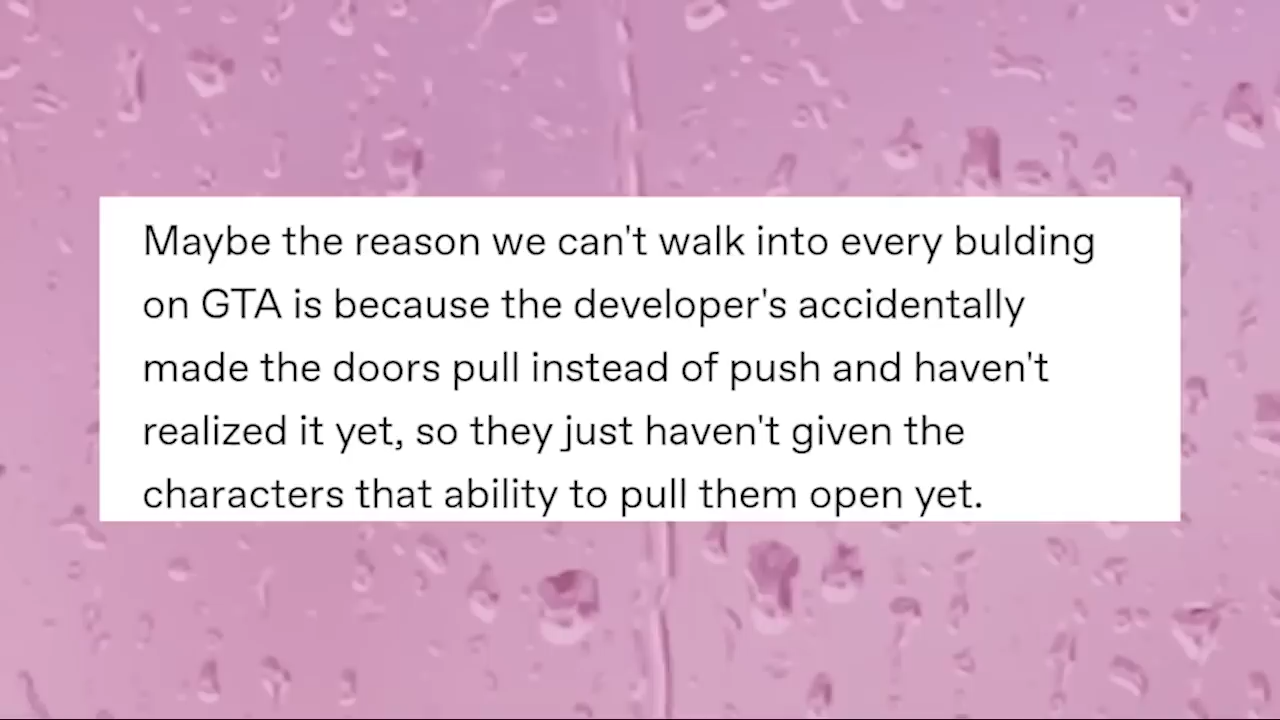 Maybe the reason we can't walk into every bulding
on GTA is because the developer's accidentally
made the doors pull instead of push and haven't
realized it yet, so they just haven't given the
characters that ability to pull them open yet.